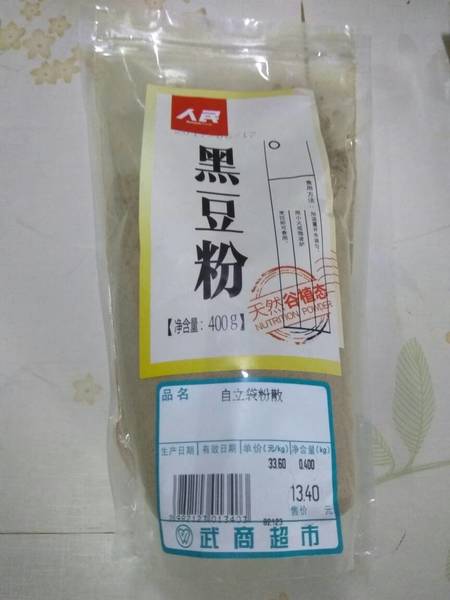 人民
黑豆粉
【净含量：400g】
天然谷植态
NUTRITION POWDER
品名
自立袋粉散
生产日期 有效日期 单价(元/kg) 净含量(kg)
33.60 0.400
13.40
售价 元
02123
武商超市